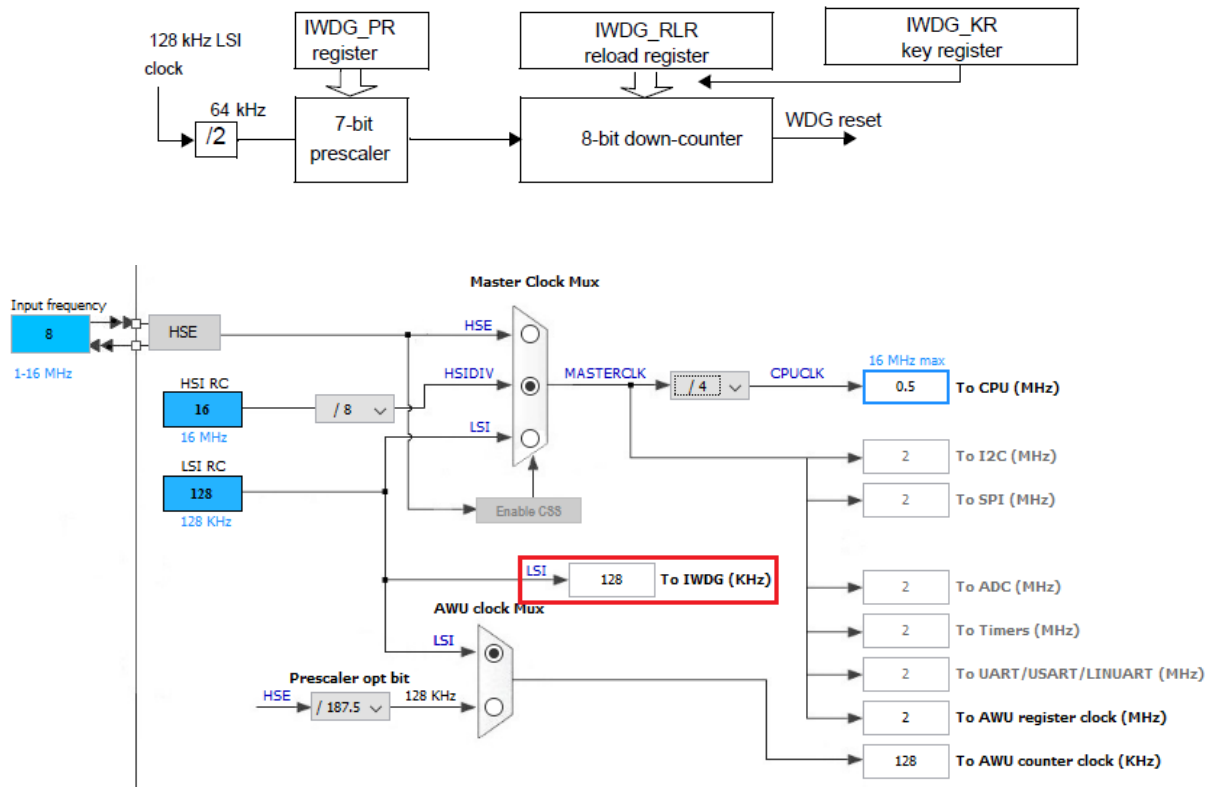 IWDG_PR
register
IWDG_RLR
reload register
IWDG_KR
key register
128 kHz LSI
clock
64 kHz
/2
7-bit
prescaler
8-bit down-counter
WDG reset
Master Clock Mux
Input frequency
8
1-16 MHz
HSE
HSE
HSI RC
16
16 MHz
/ 8
HSIDIV
MASTERCLK
/ 4
CPUCLK
16 MHz max
0.5
To CPU (MHz)
LSI
LSI RC
128
128 KHz
Enable CSS
2
To I2C (MHz)
2
To SPI (MHz)
LSI
128
To IWDG (KHz)
2
To ADC (MHz)
AWU clock Mux
2
To Timers (MHz)
LSI
Prescaler opt bit
HSE
/ 187.5
128 KHz
2
To UART/USART/LINUART (MHz)
2
To AWU register clock (MHz)
128
To AWU counter clock (KHz)